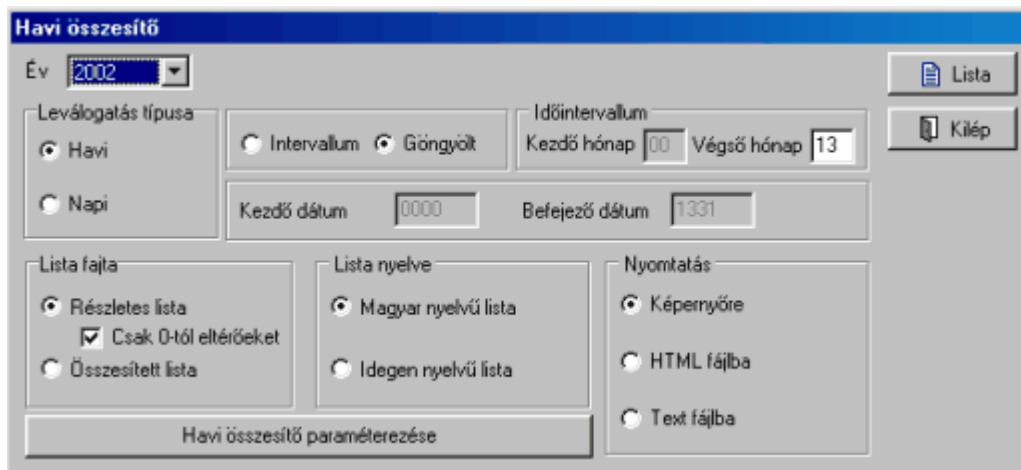 Havi összesítő
Év 2002
Lista
Kilép
Leválogatás típusa
Havi
Napi
Intervallum Göngyölt
Időintervallum
Kezdő hónap 00 Végső hónap 13
Kezdő dátum 0000 Befejező dátum 1331
Lista fajta
Részletes lista
Csak 0-tól eltérőeket
Összesített lista
Lista nyelve
Magyar nyelvű lista
Idegen nyelvű lista
Nyomtatás
Képernyőre
HTML fájlba
Text fájlba
Havi összesítő paraméterezése